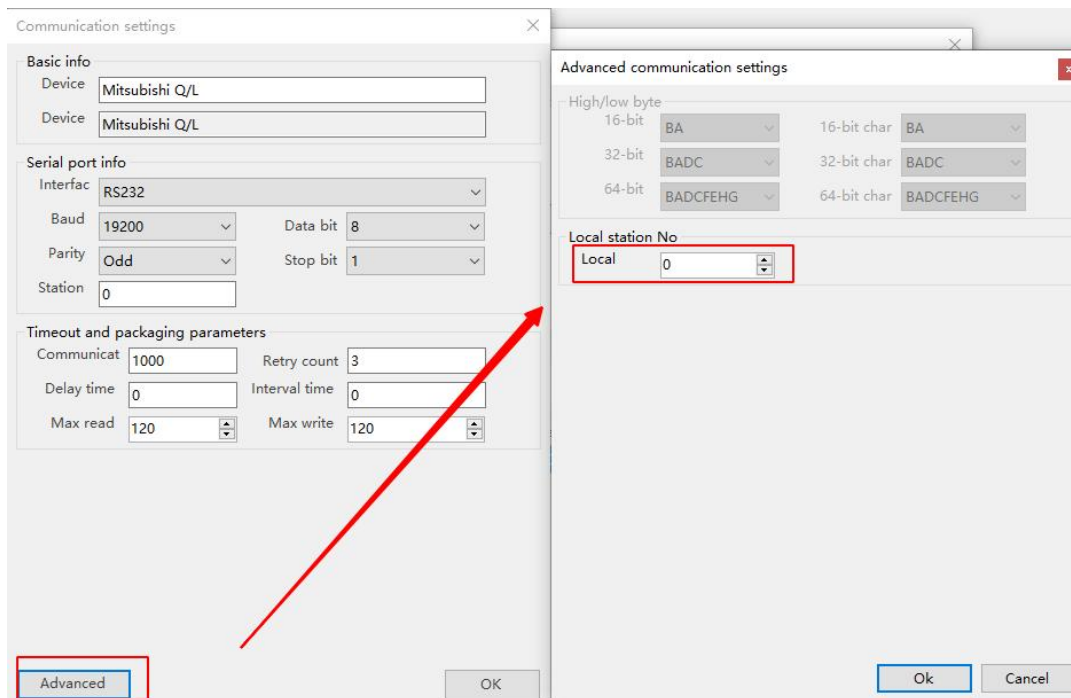 Communication settings
Basic info
Device Mitsubishi Q/L
Device Mitsubishi Q/L
Serial port info
Interfac RS232
Baud 19200 Data bit 8
Parity Odd Stop bit 1
Station 0
Timeout and packaging parameters
Communicat 1000 Retry count 3
Delay time 0 Interval time 0
Max read 120 Max write 120
Advanced OK
Advanced communication settings
High/low byte
16-bit BA 16-bit char BA
32-bit BADC 32-bit char BADC
64-bit BADCFEHG 64-bit char BADCFEHG
Local station No
Local 0
Ok Cancel